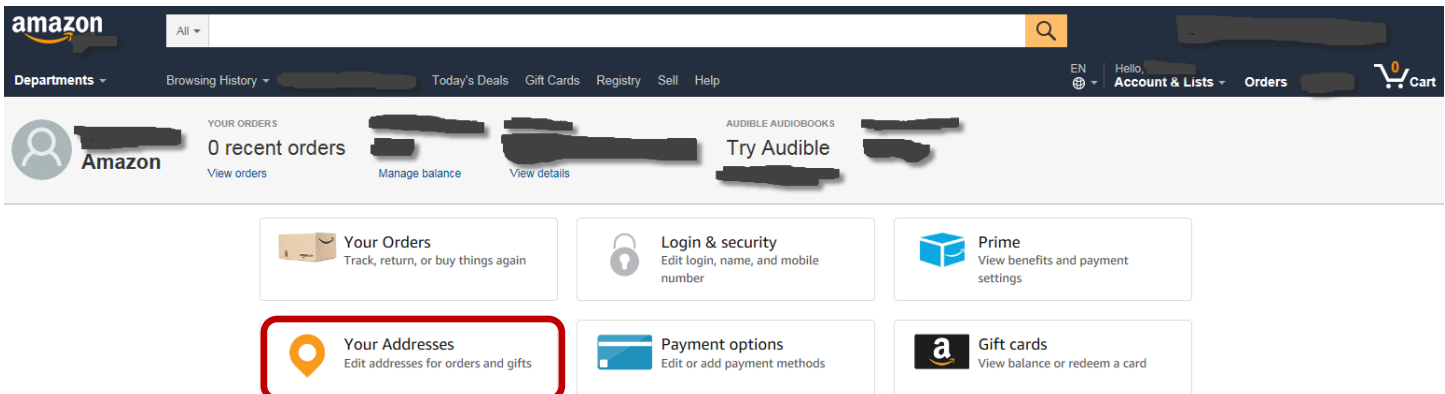 amazon
All
Departments
Browsing History
Today's Deals Gift Cards Registry Sell Help
EN
Hello,
Account & Lists
Orders
0
Cart
Amazon
YOUR ORDERS
0 recent orders
View orders
Manage balance
View details
AUDIBLE AUDIOBOOKS
Try Audible
Your Orders
Track, return, or buy things again
Login & security
Edit login, name, and mobile
number
Prime
View benefits and payment
settings
Your Addresses
Edit addresses for orders and gifts
Payment options
Edit or add payment methods
a
Gift cards
View balance or redeem a card